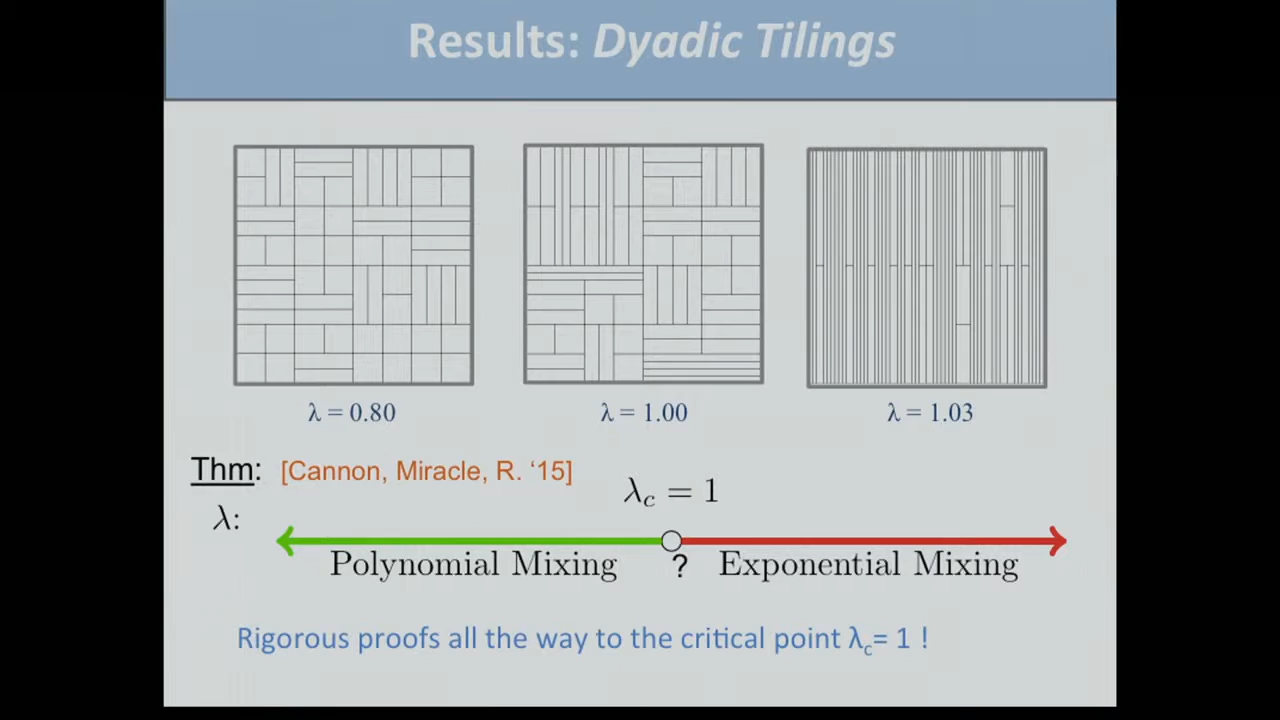 Results: Dyadic Tilings
λ = 0.80
λ = 1.00
λ = 1.03
Thm: [Cannon, Miracle, R. ‘15]
λc = 1
λ:
Polynomial Mixing ? Exponential Mixing
Rigorous proofs all the way to the critical point λc= 1 !